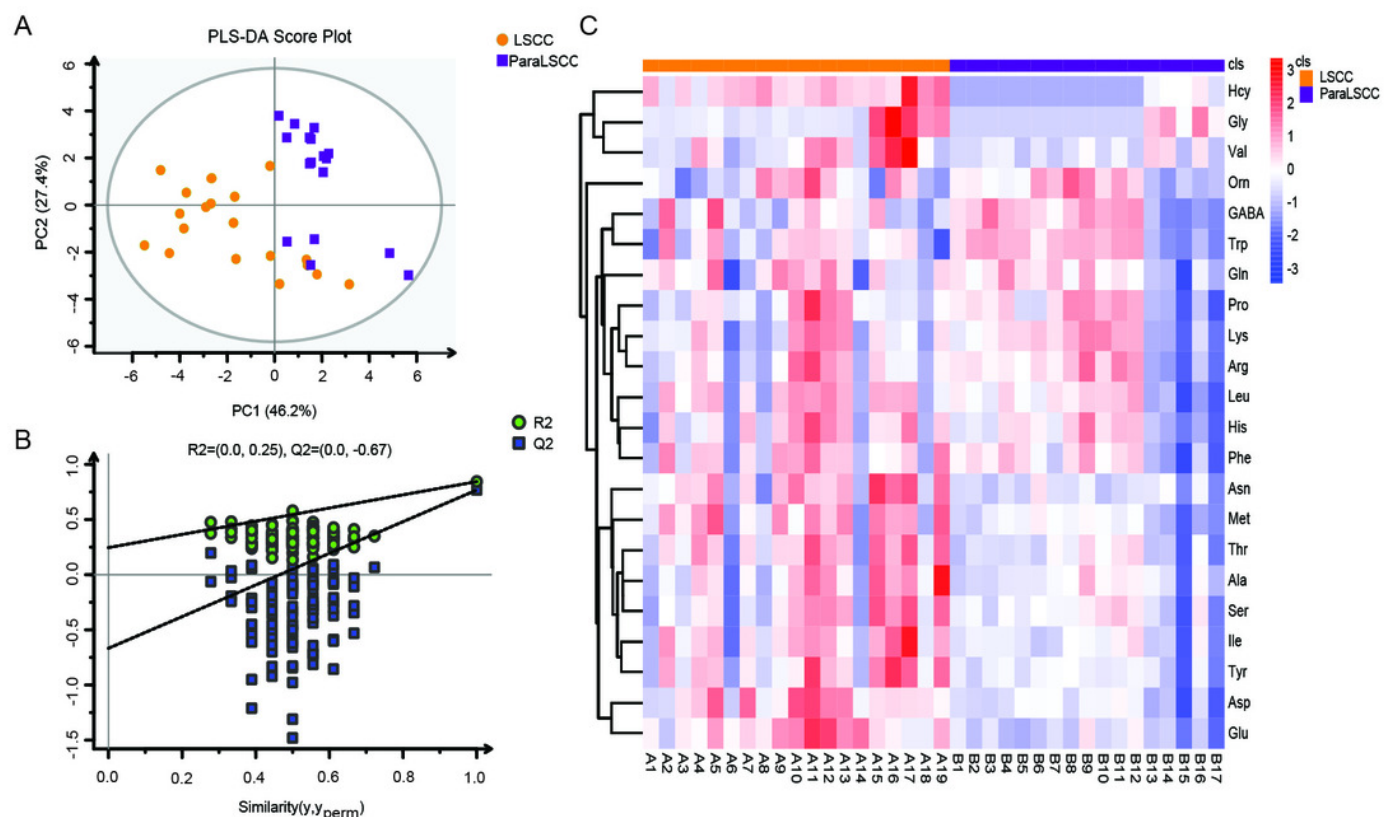 A
PLS-DA Score Plot
LSCC
ParaLSCC
PC2 (27.4%)
6
4
2
0
-2
-4
-6
-6 -4 -2 0 2 4 6
PC1 (46.2%)
B
R2
Q2
R2=(0.0, 0.25), Q2=(0.0, -0.67)
1.0
0.5
0.0
-0.5
-1.0
-1.5
0.0 0.2 0.4 0.6 0.8 1.0
Similarity(y,yperm)
C
cls
Hcy
Gly
Val
Orn
GABA
Trp
Gln
Pro
Lys
Arg
Leu
His
Phe
Asn
Met
Thr
Ala
Ser
Ile
Tyr
Asp
Glu
A1 A2 A3 A4 A5 A6 A7 A8 A9 A10 A11 A12 A13 A14 A15 A16 A17 A18 A19 B1 B2 B3 B4 B5 B6 B7 B8 B9 B10 B11 B12 B13 B14 B15 B16 B17
3
2
1
0
-1
-2
-3
cls
LSCC
ParaLSCC